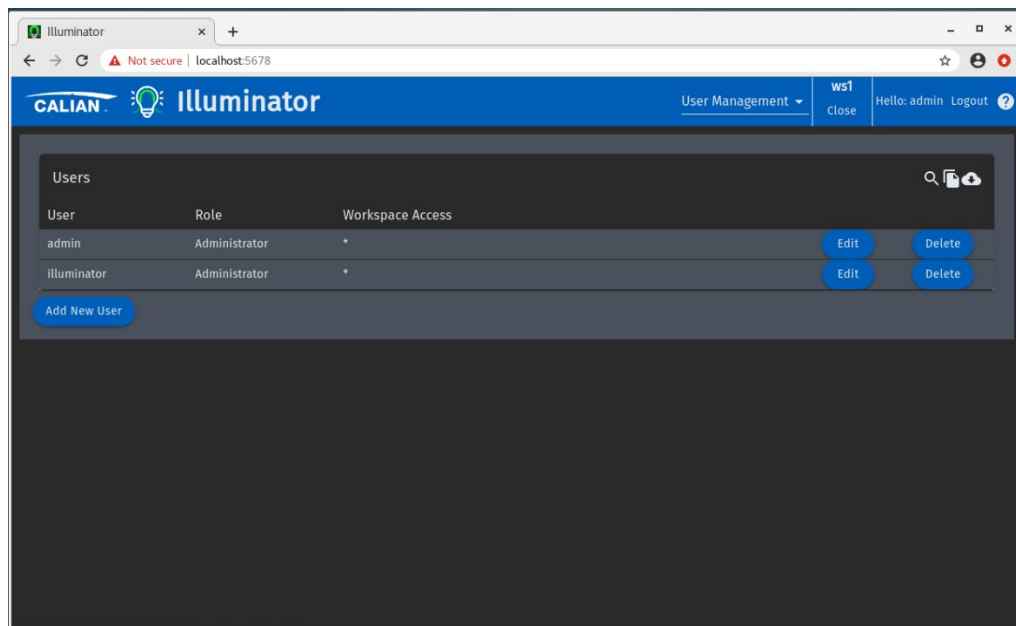 Illuminator
Not secure | localhost:5678
CALIAN. Illuminator
User Management
ws1
Close
Hello: admin Logout
Users
User Role Workspace Access
admin Administrator * Edit Delete
illuminator Administrator * Edit Delete
Add New User